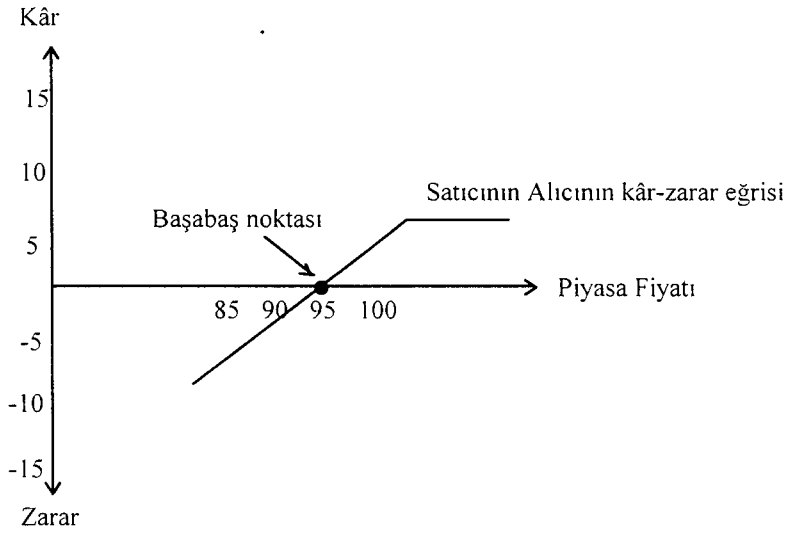 Kâr
15
10
Satıcının Alıcının kâr-zarar eğrisi
Başabaş noktası
5
Piyasa Fiyatı
85 90 95 100
-5
-10
-15
Zarar